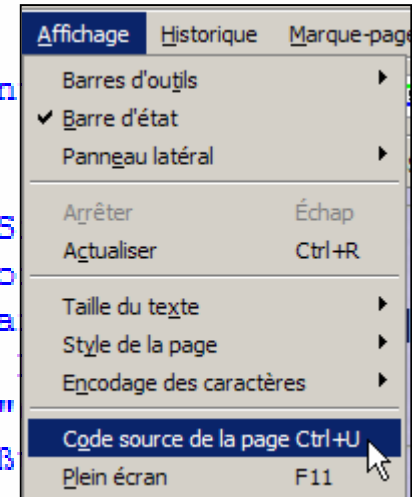 Affichage Historique Marque-page
Barres d'outils
Barre d'état
Panneau latéral
Arrêter Échap
Actualiser Ctrl+R
Taille du texte
Style de la page
Encodage des caractères
Code source de la page Ctrl+U
Plein écran F11